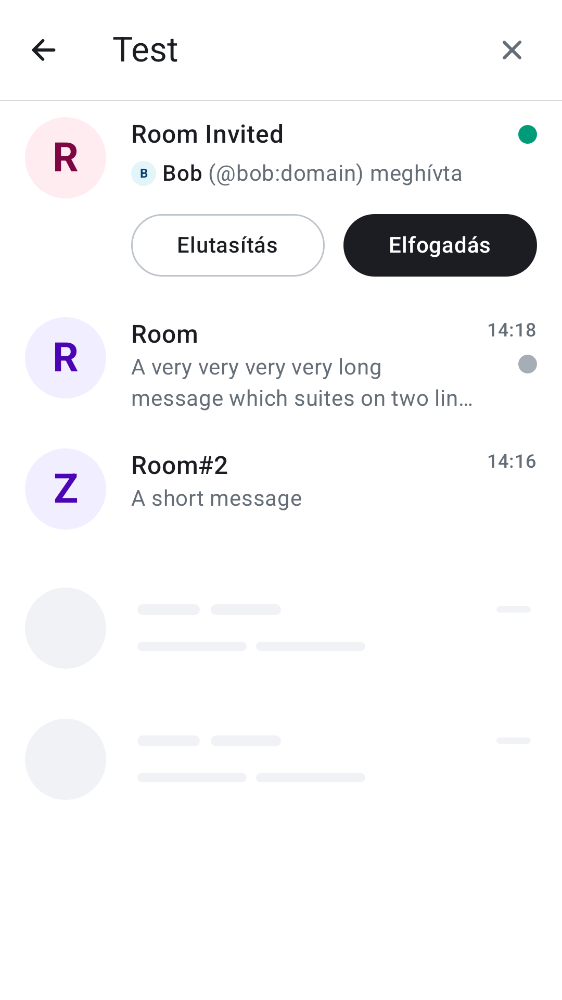 Test
R
Room Invited
B Bob (@bob:domain) meghívta
Elutasítás
Elfogadás
R
Room
14:18
A very very very very long
message which suites on two lin…
Z
Room#2
14:16
A short message